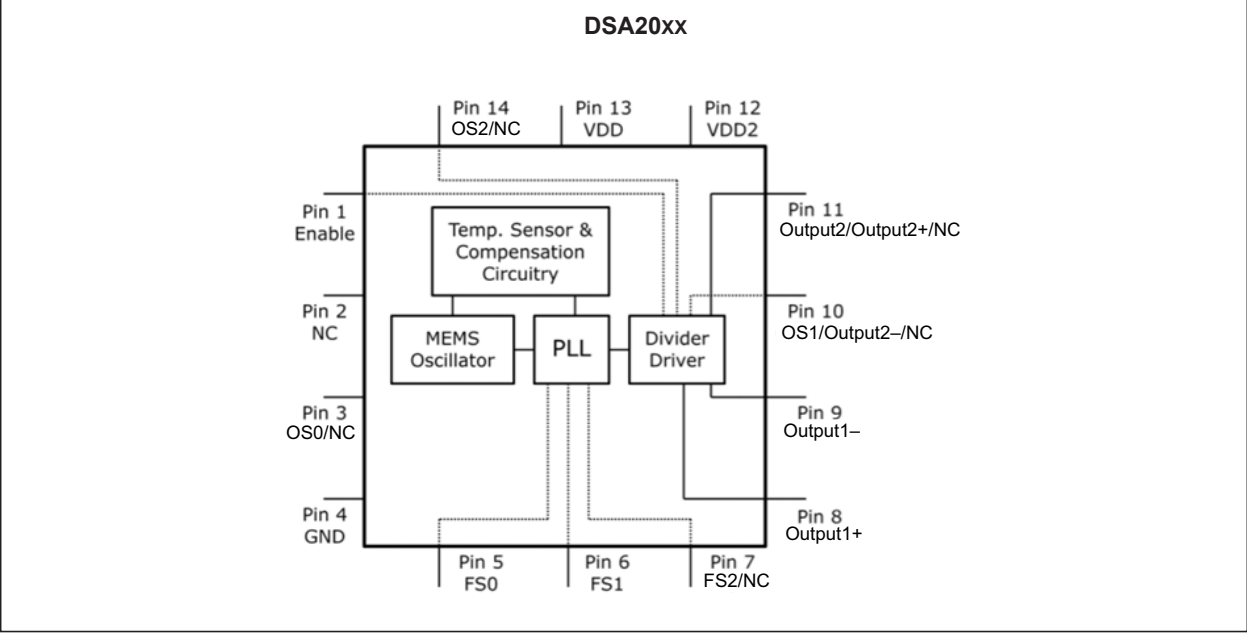 DSA20xx
Pin 14
OS2/NC
Pin 13
VDD
Pin 12
VDD2
Pin 1
Enable
Pin 11
Output2/Output2+/NC
Temp. Sensor &
Compensation
Circuitry
Pin 2
NC
Pin 10
OS1/Output2–/NC
MEMS
Oscillator
PLL
Divider
Driver
Pin 3
OS0/NC
Pin 9
Output1–
Pin 4
GND
Pin 8
Output1+
Pin 5
FS0
Pin 6
FS1
Pin 7
FS2/NC